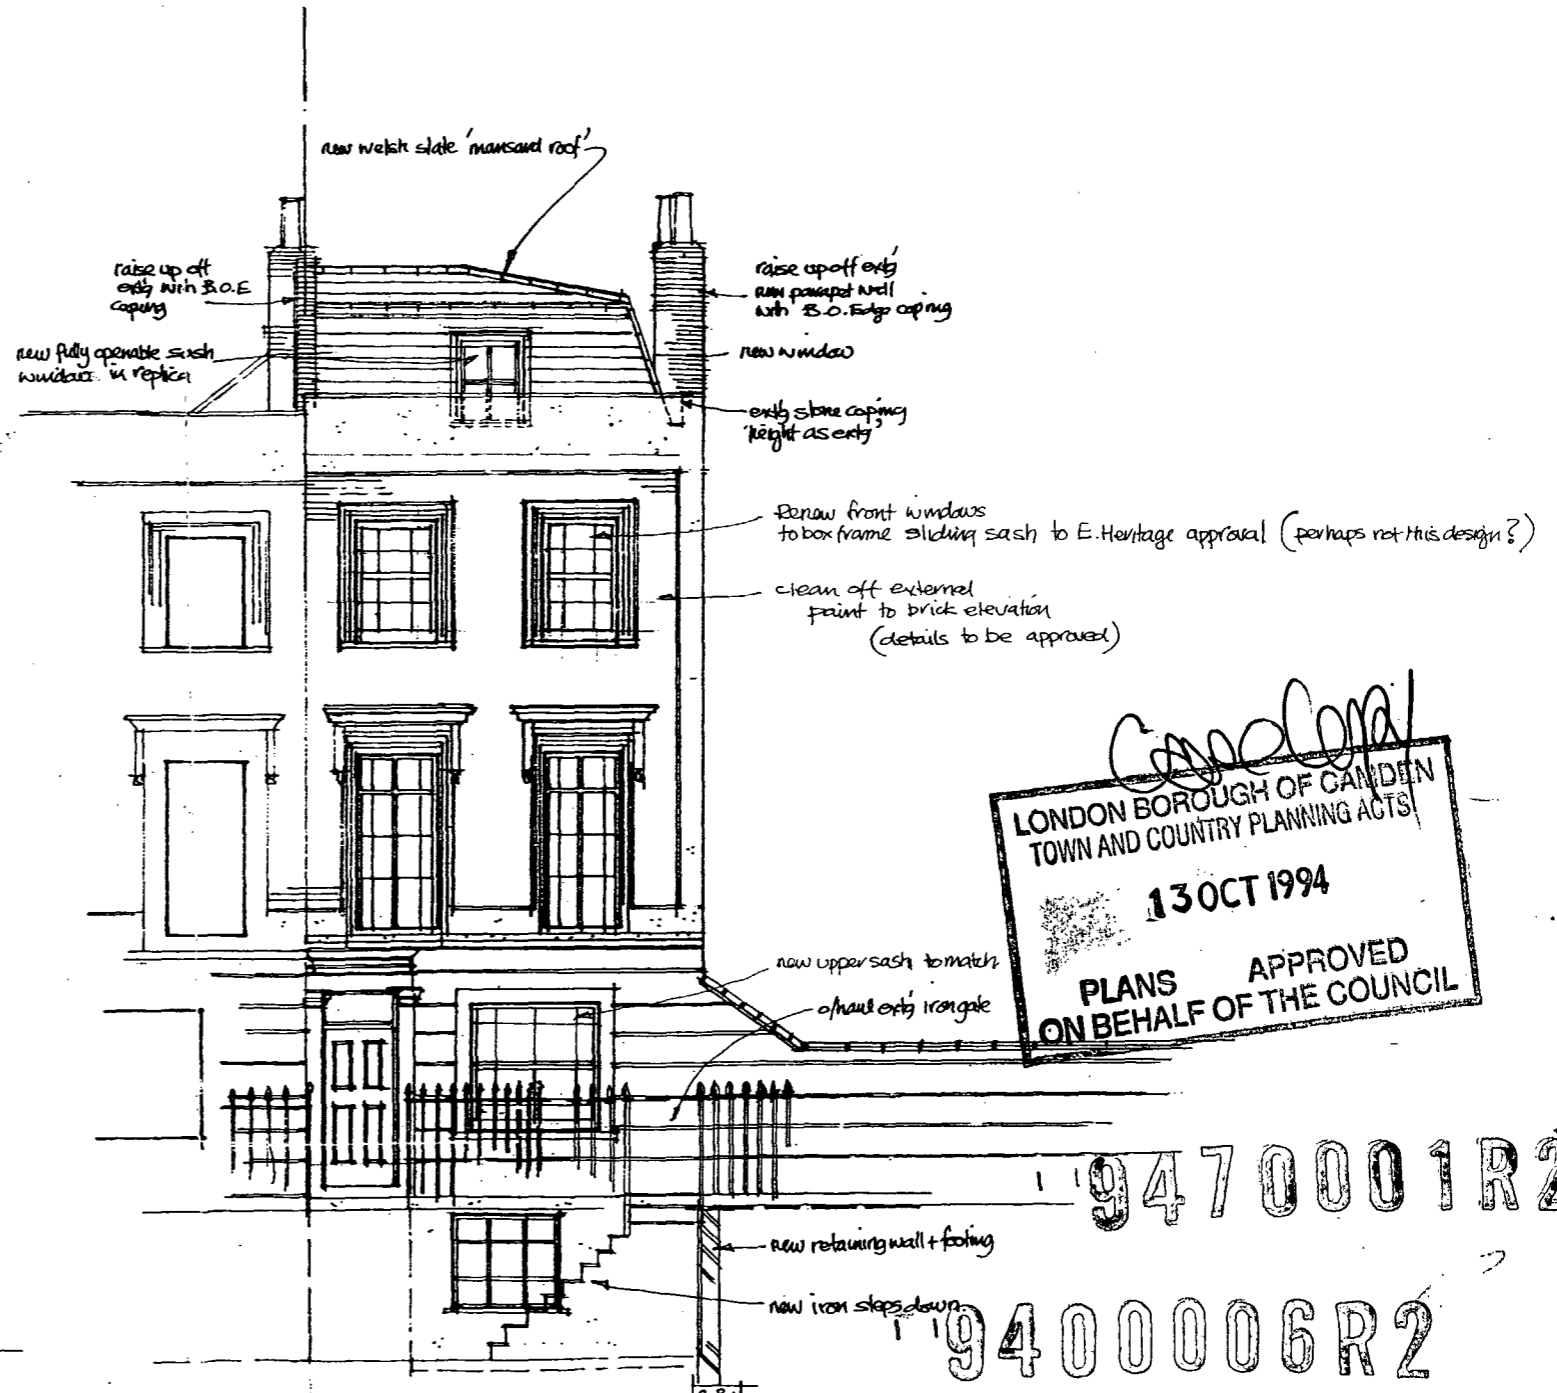 new welsh slate 'mansard roof'
raise up off
extg with B.O.E
coping
raise up off extg
new parapet wall
with B.O. Edge coping
new fully openable sash
window in replica
new window
extg stone coping
'height as extg'
Renew front windows
to box frame sliding sash to E. Heritage approval (perhaps not this design?)
clean off external
paint to brick elevation
(details to be approved)
LONDON BOROUGH OF CAMDEN
TOWN AND COUNTRY PLANNING ACTS
13 OCT 1994
PLANS APPROVED
ON BEHALF OF THE COUNCIL
new upper sash to match
o/haul extg iron gate
9470001R2
new retaining wall + footing
new iron steps down
9400006R2